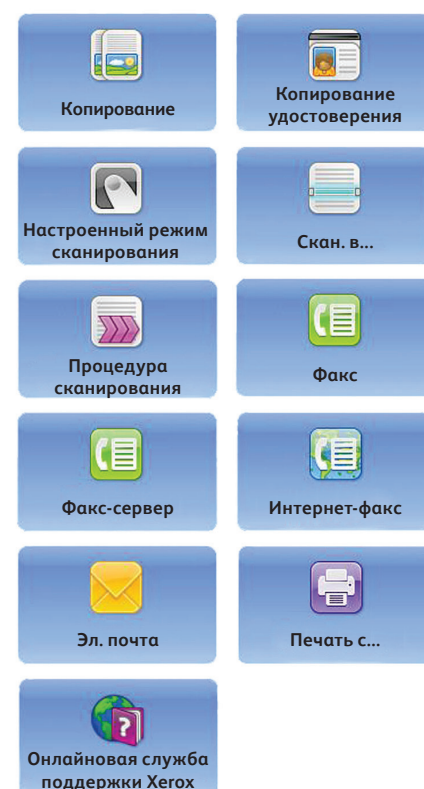 Копирование
Копирование
удостоверения
Настроенный режим
сканирования
Скан. в...
Процедура
сканирования
Факс
Факс-сервер
Интернет-факс
Эл. почта
Печать с...
Онлайновая служба
поддержки Xerox